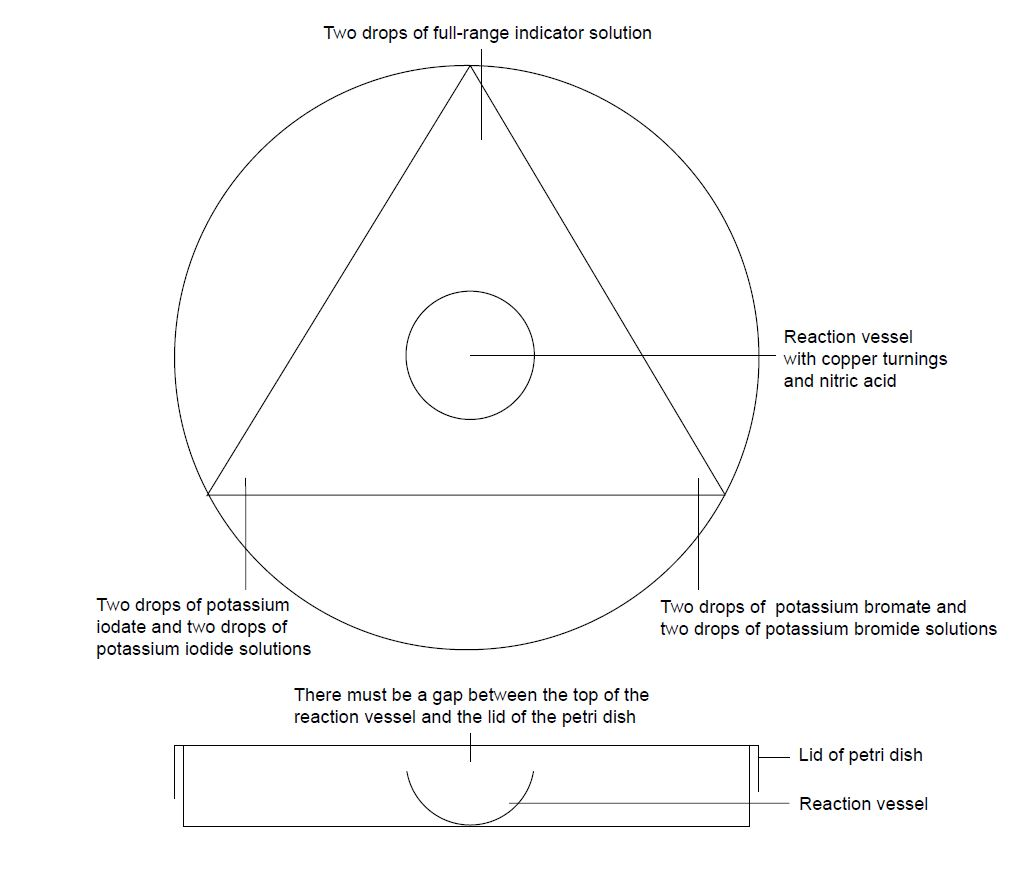 Two drops of full-range indicator solution
Reaction vessel
with copper turnings
and nitric acid
Two drops of potassium
iodate and two drops of
potassium iodide solutions
Two drops of  potassium bromate and
two drops of potassium bromide solutions
There must be a gap between the top of the
reaction vessel and the lid of the petri dish
Lid of petri dish
Reaction vessel